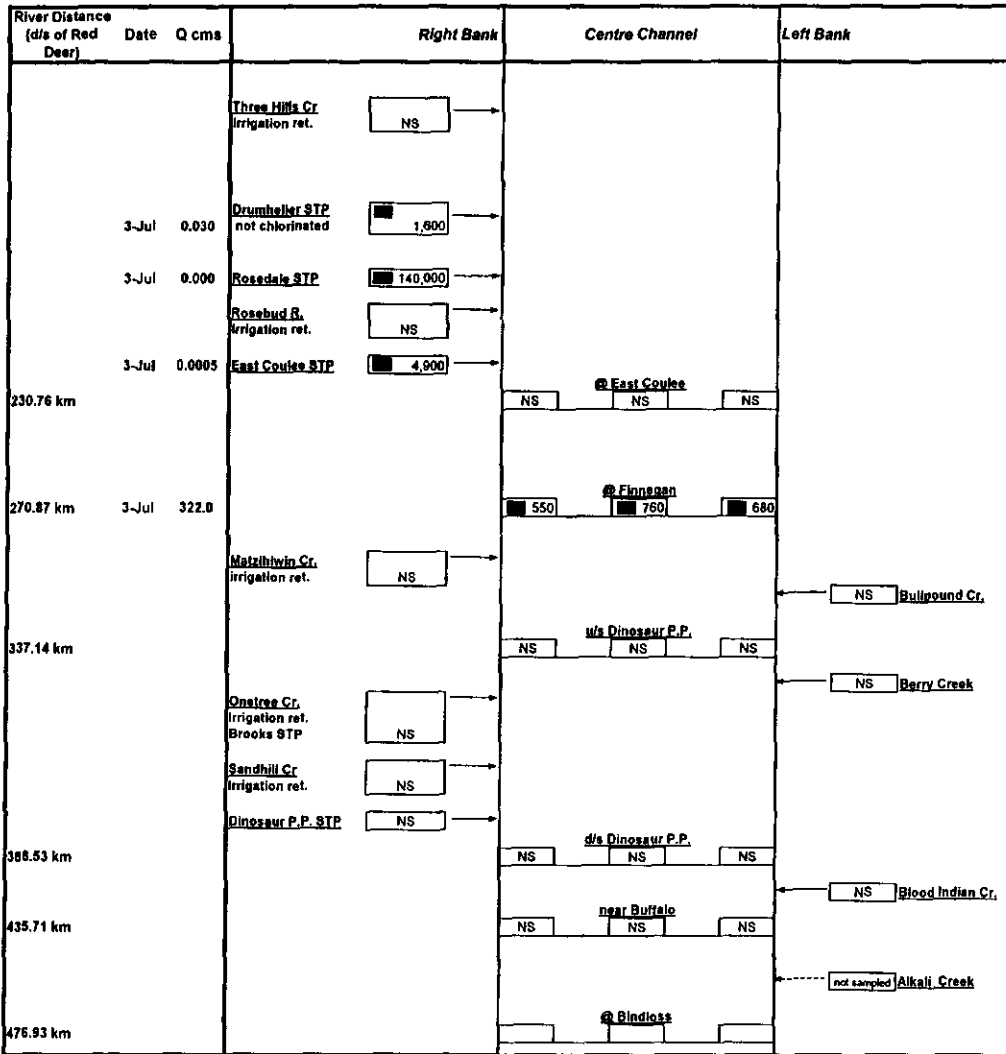 River Distance
(d/s of Red
Deer)
Date
Q cms
Right Bank
Centre Channel
Left Bank
Three Hills Cr
Irrigation ret.
NS
3-Jul 0.030 Drumheller STP
not chlorinated
1,600
3-Jul 0.000 Rosedale STP 140,000
Rosebud R.
Irrigation ret.
NS
3-Jul 0.0005 East Coulee STP 4,900
@ East Coulee
230.76 km NS NS NS
@ Finnegan
270.87 km 3-Jul 322.0 550 760 680
Matzihiwin Cr.
irrigation ret.
NS
NS Bullpound Cr.
u/s Dinosaur P.P.
337.14 km NS NS NS
NS Berry Creek
Onetree Cr.
Irrigation ret.
Brooks STP NS
Sandhill Cr
Irrigation ret. NS
Dinosaur P.P. STP NS
d/s Dinosaur P.P.
388.53 km NS NS NS
NS Blood Indian Cr.
near Buffalo
435.71 km NS NS NS
not sampled Alkali Creek
@ Bindloss
476.93 km